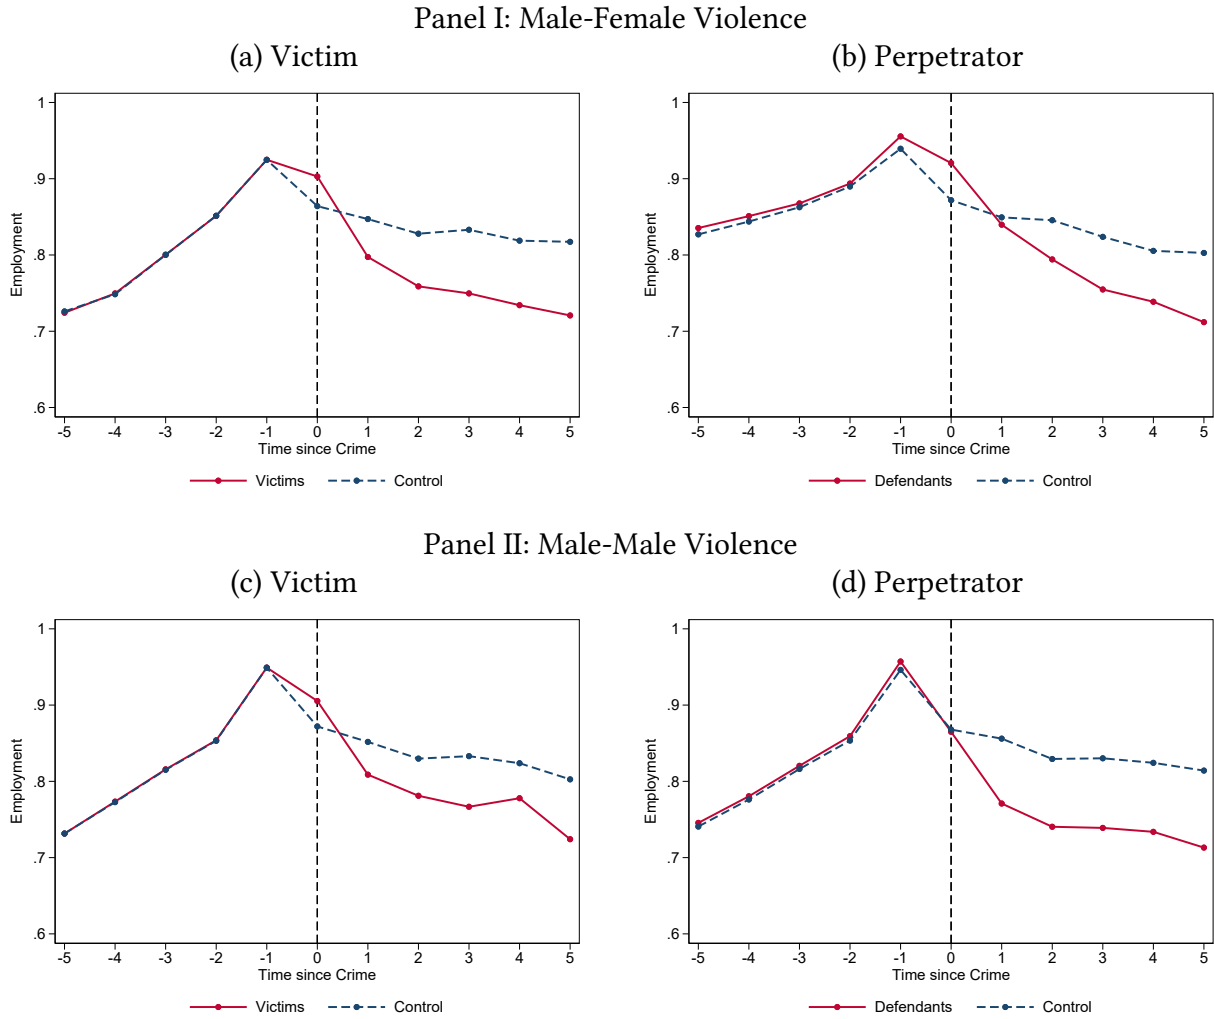 Panel I: Male-Female Violence
(a) Victim
1
.9
.8
.7
.6
Employment
-5 -4 -3 -2 -1 0 1 2 3 4 5
Time since Crime
Victims Control
(b) Perpetrator
1
.9
.8
.7
.6
Employment
-5 -4 -3 -2 -1 0 1 2 3 4 5
Time since Crime
Defendants Control
Panel II: Male-Male Violence
(c) Victim
1
.9
.8
.7
.6
Employment
-5 -4 -3 -2 -1 0 1 2 3 4 5
Time since Crime
Victims Control
(d) Perpetrator
1
.9
.8
.7
.6
Employment
-5 -4 -3 -2 -1 0 1 2 3 4 5
Time since Crime
Defendants Control